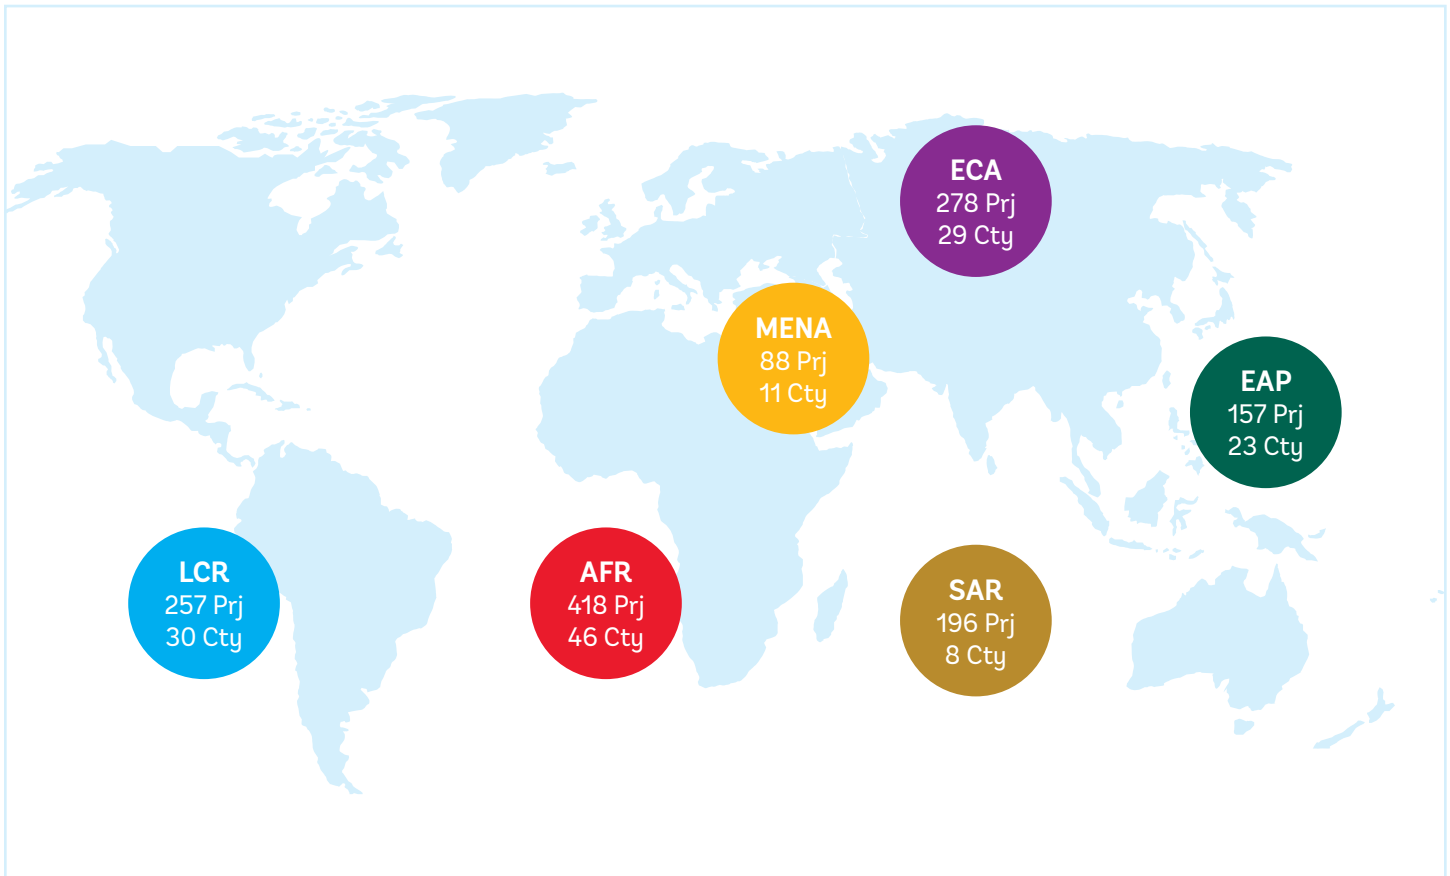 ECA
278 Prj
29 Cty
MENA
88 Prj
11 Cty
EAP
157 Prj
23 Cty
LCR
257 Prj
30 Cty
AFR
418 Prj
46 Cty
SAR
196 Prj
8 Cty